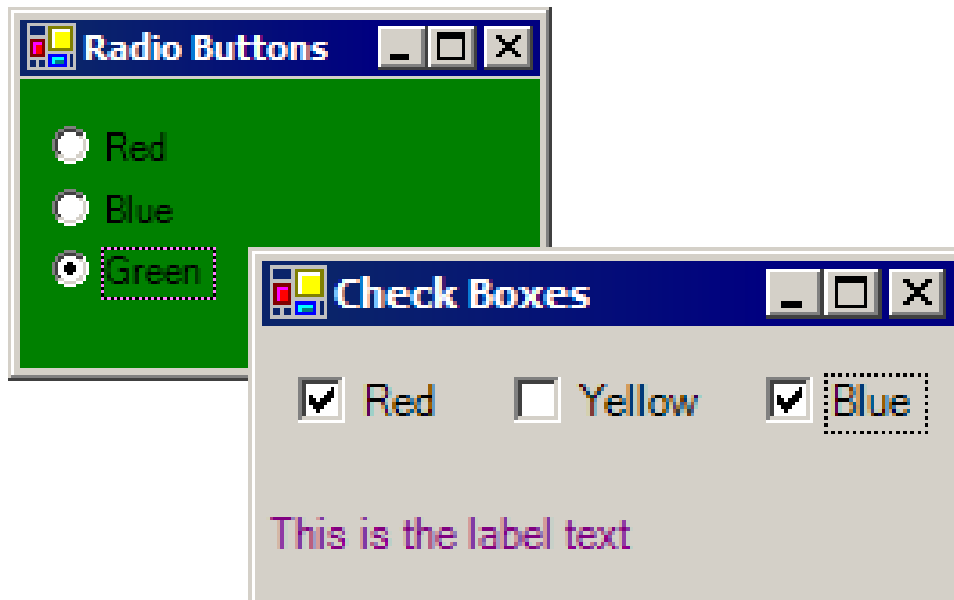 Radio Buttons
Red
Blue
Green
Check Boxes
Red Yellow Blue
This is the label text